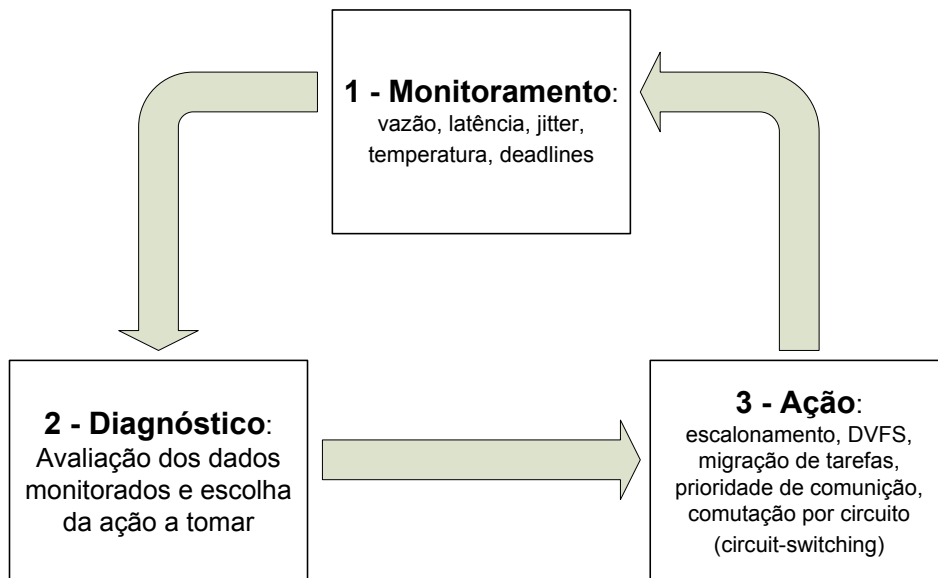 1 - Monitoramento:
vazão, latência, jitter,
temperatura, deadlines
2 - Diagnóstico:
Avaliação dos dados
monitorados e escolha
da ação a tomar
3 - Ação:
escalonamento, DVFS,
migração de tarefas,
prioridade de comunição,
comutação por circuito
(circuit-switching)